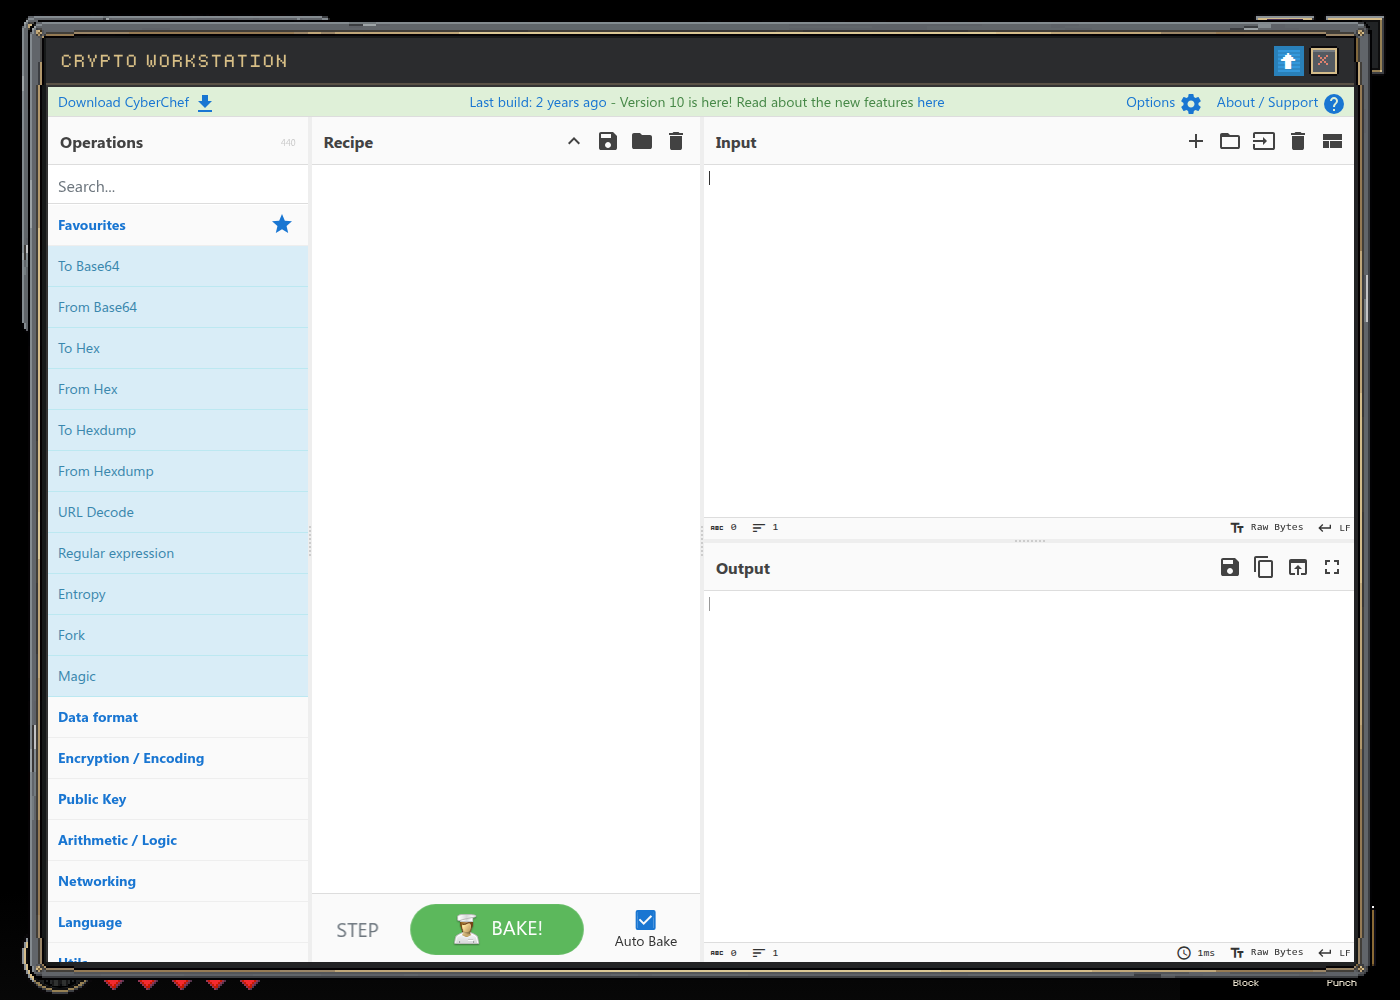 CRYPTO WORKSTATION
Download CyberChef
Last build: 2 years ago - Version 10 is here! Read about the new features here
Options
About / Support
Operations
440
Search...
Favourites
To Base64
From Base64
To Hex
From Hex
To Hexdump
From Hexdump
URL Decode
Regular expression
Entropy
Fork
Magic
Data format
Encryption / Encoding
Public Key
Arithmetic / Logic
Networking
Language
Utils
Recipe
STEP
BAKE!
Auto Bake
Input
ABC 0
1
Raw Bytes
LF
Output
ABC 0
1
1ms
Raw Bytes
LF
Block
Punch